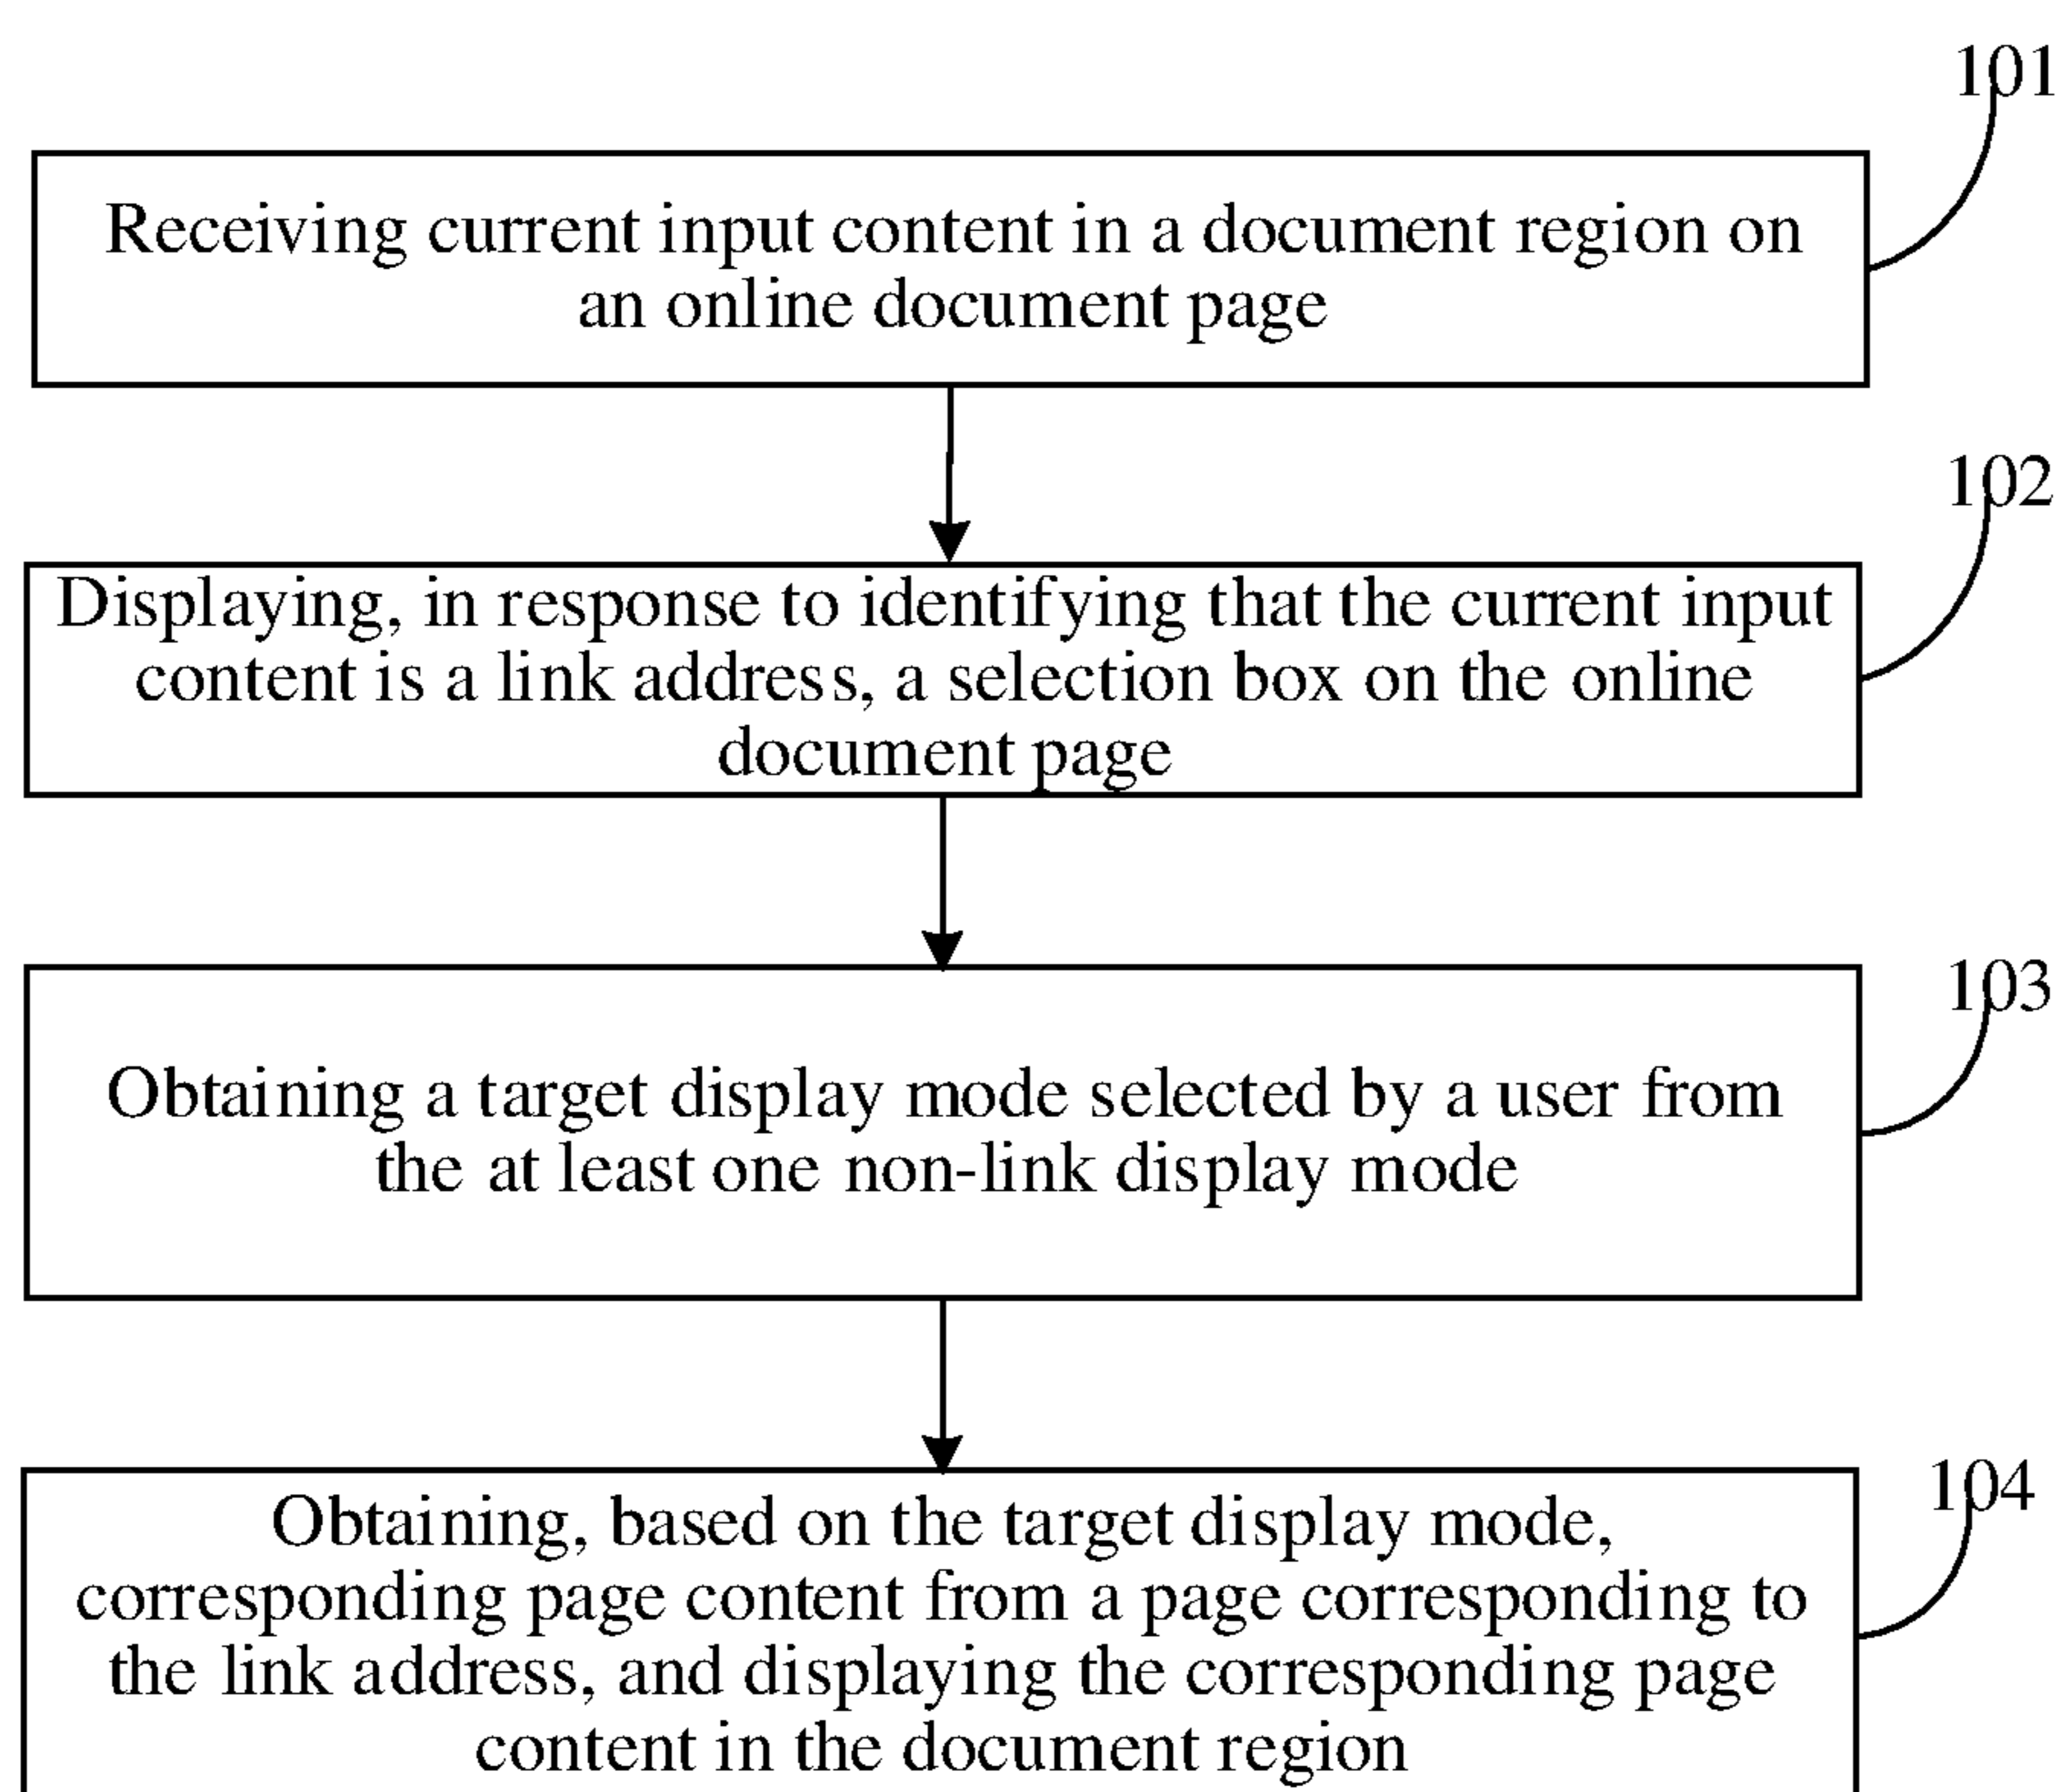 101
Receiving current input content in a document region on
an online document page
102
Displaying, in response to identifying that the current input
content is a link address, a selection box on the online
document page
103
Obtaining a target display mode selected by a user from
the at least one non-link display mode
104
Obtaining, based on the target display mode,
corresponding page content from a page corresponding to
the link address, and displaying the corresponding page
content in the document region